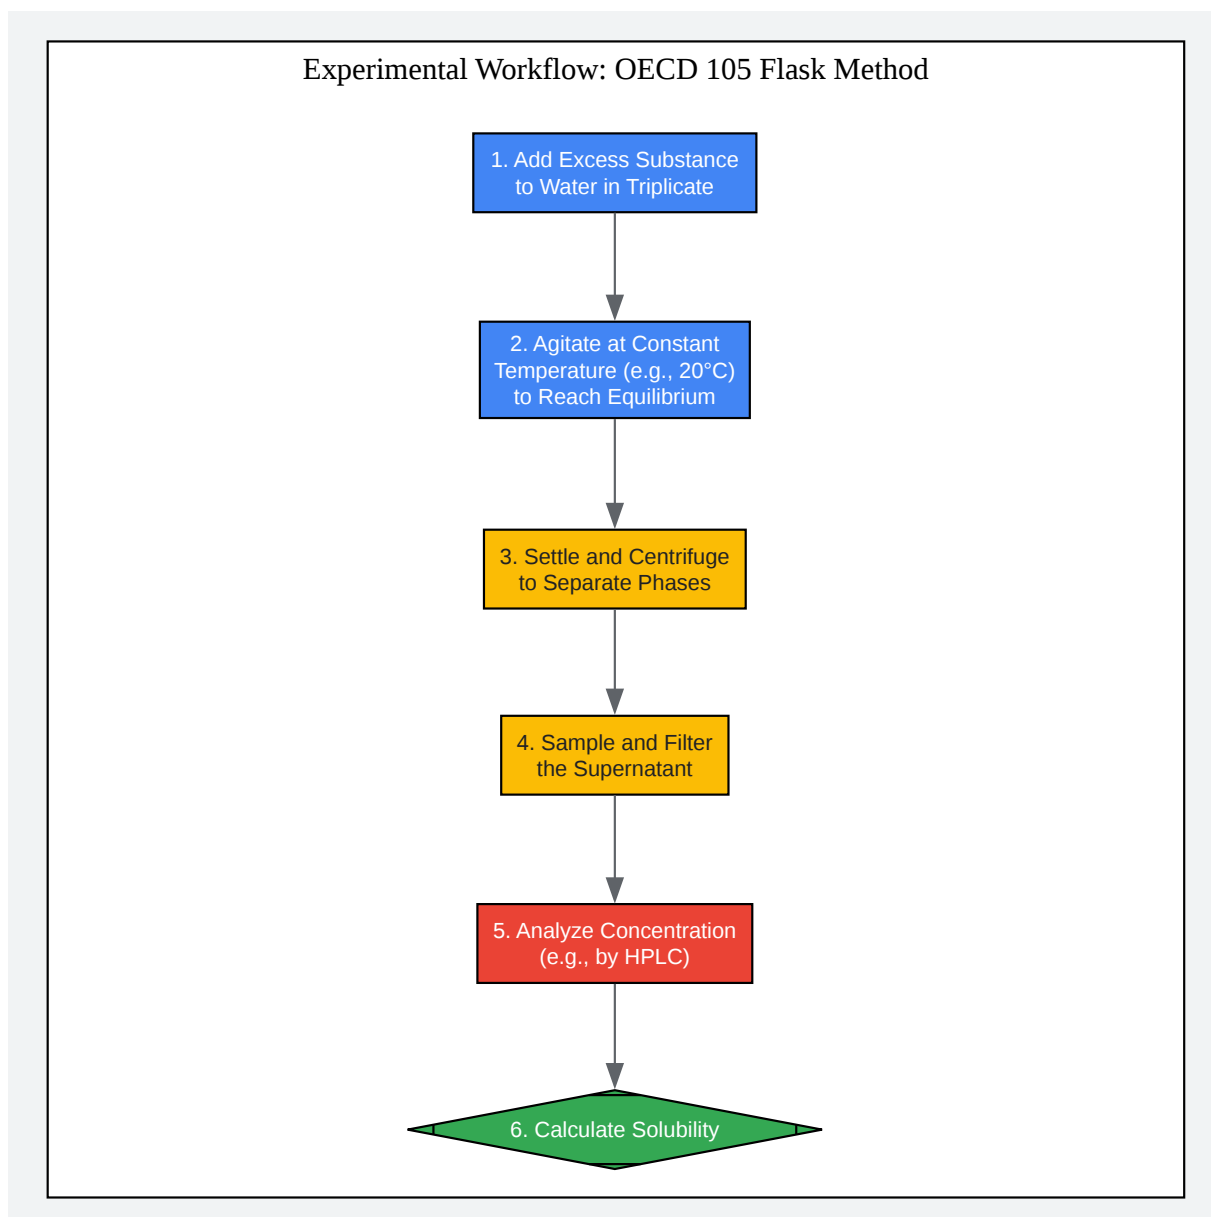 Experimental Workflow: OECD 105 Flask Method
1. Add Excess Substance
to Water in Triplicate
2. Agitate at Constant
Temperature (e.g., 20°C)
to Reach Equilibrium
3. Settle and Centrifuge
to Separate Phases
4. Sample and Filter
the Supernatant
5. Analyze Concentration
(e.g., by HPLC)
6. Calculate Solubility